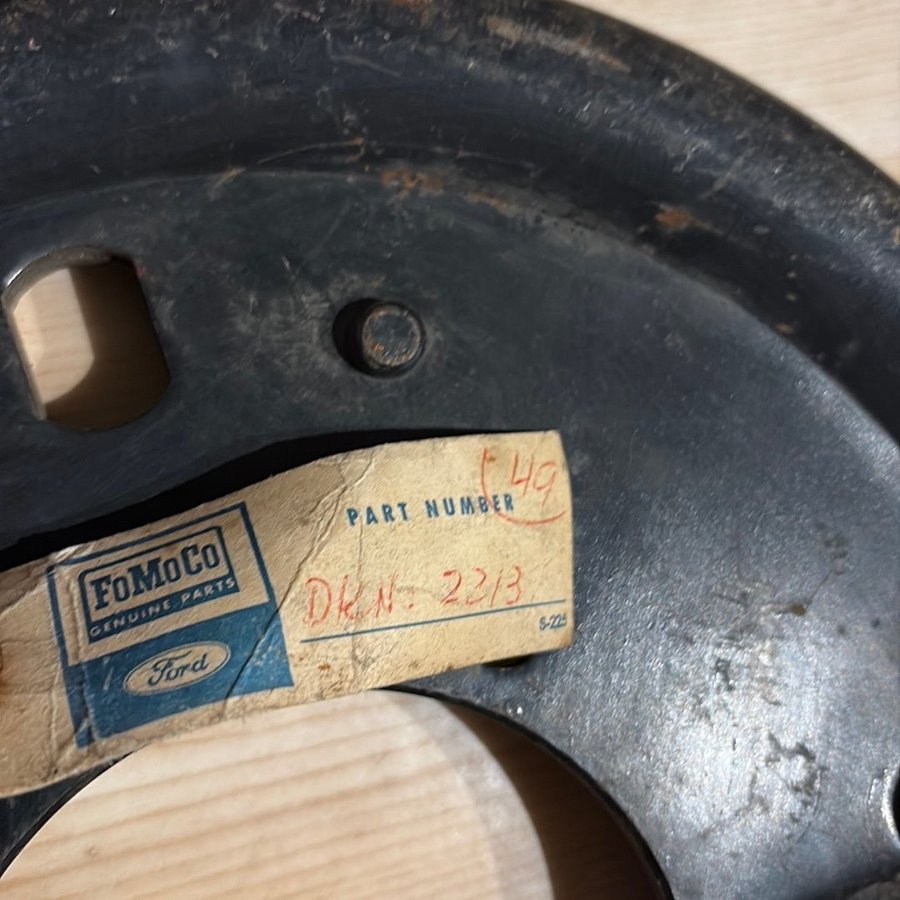 49
PART NUMBER
FoMoCo
GENUINE PARTS
DKN- 2213
S-225
Ford